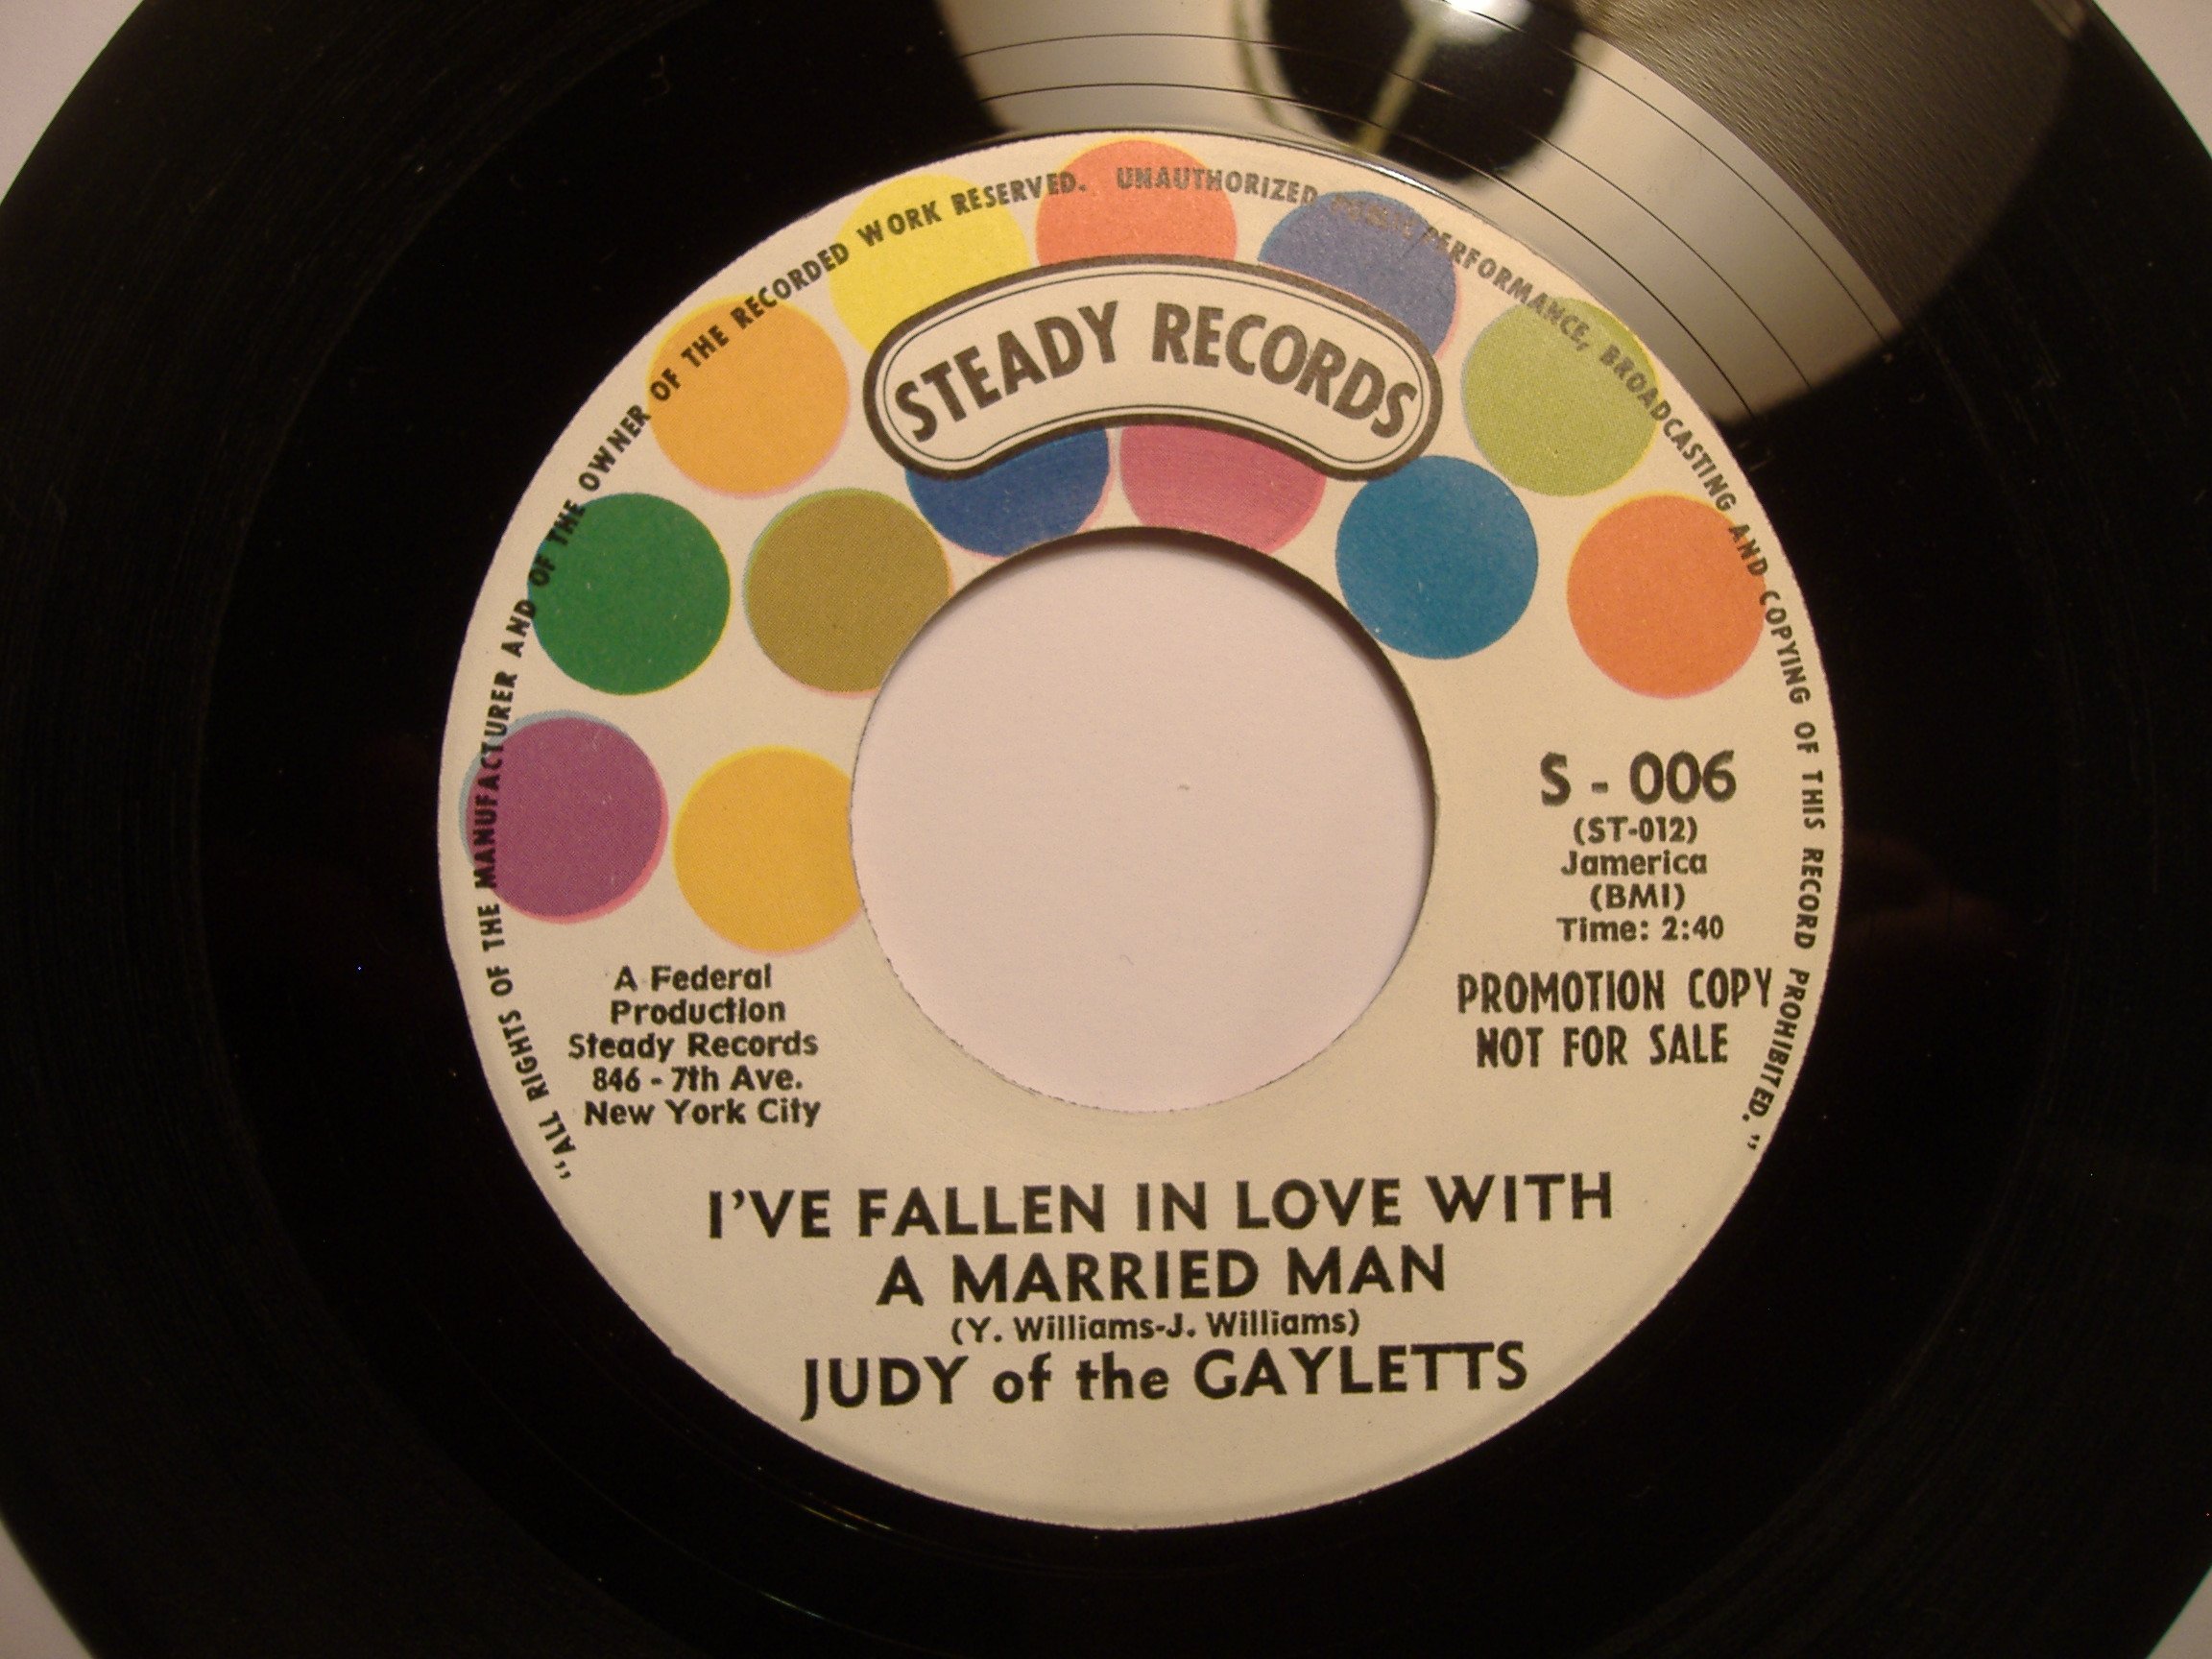 "ALL RIGHTS OF THE MANUFACTURER AND OF THE OWNER OF THE RECORDED WORK RESERVED. UNAUTHORIZED PUBLIC PERFORMANCE, BROADCASTING AND COPYING OF THIS RECORD PROHIBITED."
STEADY RECORDS
S - 006
(ST-012)
Jamerica
(BMI)
Time: 2:40
PROMOTION COPY
NOT FOR SALE
A Federal
Production
Steady Records
846 - 7th Ave.
New York City
I'VE FALLEN IN LOVE WITH
A MARRIED MAN
(Y. Williams-J. Williams)
JUDY of the GAYLETTS